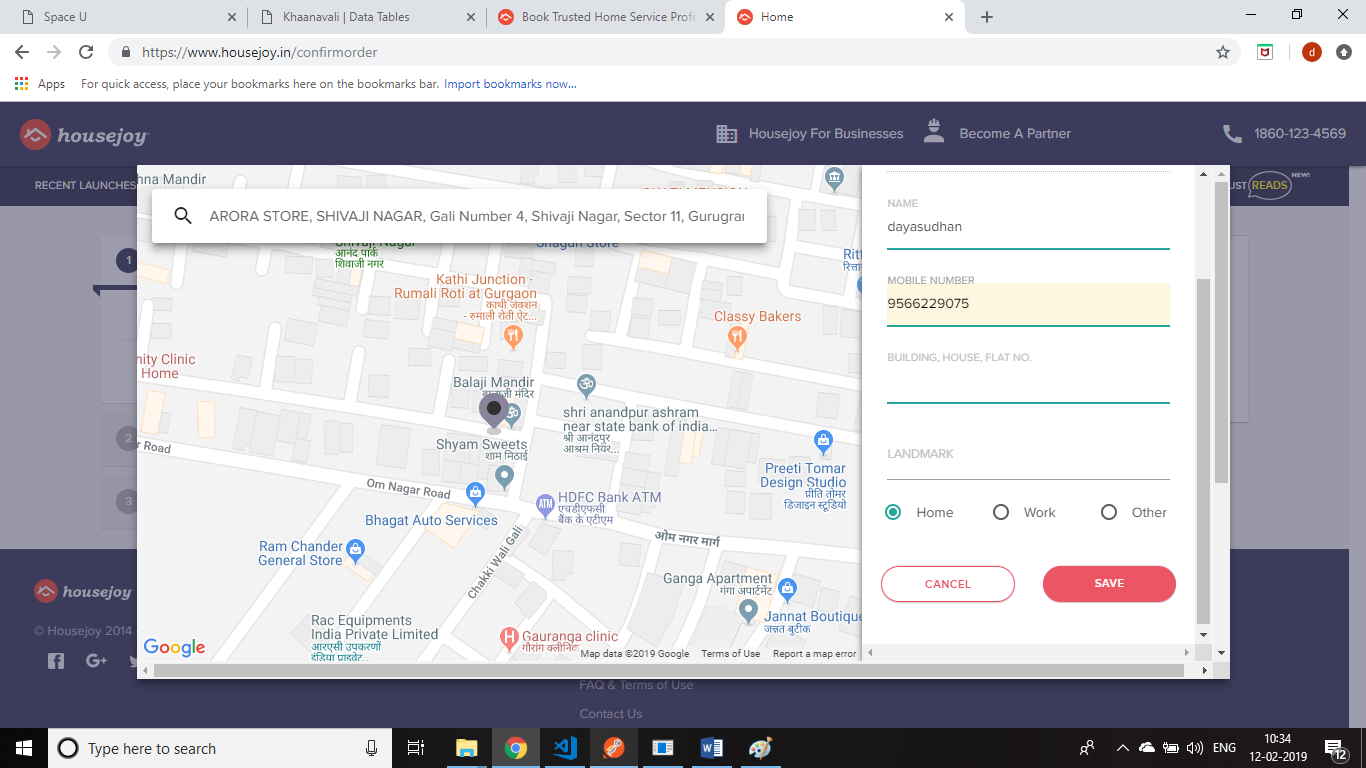 Space U
Khaanavali | Data Tables
Book Trusted Home Service Profe
Home
https://www.housejoy.in/confirmorder
d
Apps
For quick access, place your bookmarks here on the bookmarks bar. Import bookmarks now...
housejoy
Housejoy For Businesses
Become A Partner
1860-123-4569
RECENT LAUNCHES
UST READS NEW!
hna Mandir
ARORA STORE, SHIVAJI NAGAR, Gali Number 4, Shivaji Nagar, Sector 11, Gurugran
Shivaji Nagar
आनंद पार्क
शिवाजी नगर
Shagun Store
Ritt
Kathi Junction -
Rumali Roti at Gurgaon
काथी जंक्शन
- रुमाली रोती ऐट...
Classy Bakers
nity Clinic
Home
Balaji Mandir
बालाजी मंदिर
shri anandpur ashram
near state bank of india...
श्री आनंदपुर
आश्रम नियर...
Shyam Sweets
शाम मिठाई
r Road
Om Nagar Road
Preeti Tomar
Design Studio
प्रीति तोमर
डिजाइन स्टूडियो
ATM
HDFC Bank ATM
एचडीएफसी
बैंक के एटीएम
Bhagat Auto Services
ओम नगर मार्ग
Ram Chander
General Store
Chakki Wali Gali
Ganga Apartment
गंगा अपार्टमेंट
Jannat Boutique
जन्नत बुटीक
Rac Equipments
India Private Limited
आरएसी उपकरणों
इंडिया प्राइवेट...
H
Gauranga clinic
गौरांग क्लीनिक
Google
Map data ©2019 Google
Terms of Use
Report a map error
NAME
dayasudhan
MOBILE NUMBER
9566229075
BUILDING, HOUSE, FLAT NO.
LANDMARK
Home
Work
Other
CANCEL
SAVE
1
2
3
housejoy
© Housejoy 2014 -
G+
FAQ & Terms of Use
Contact Us
Type here to search
ENG
10:34
12-02-2019
12